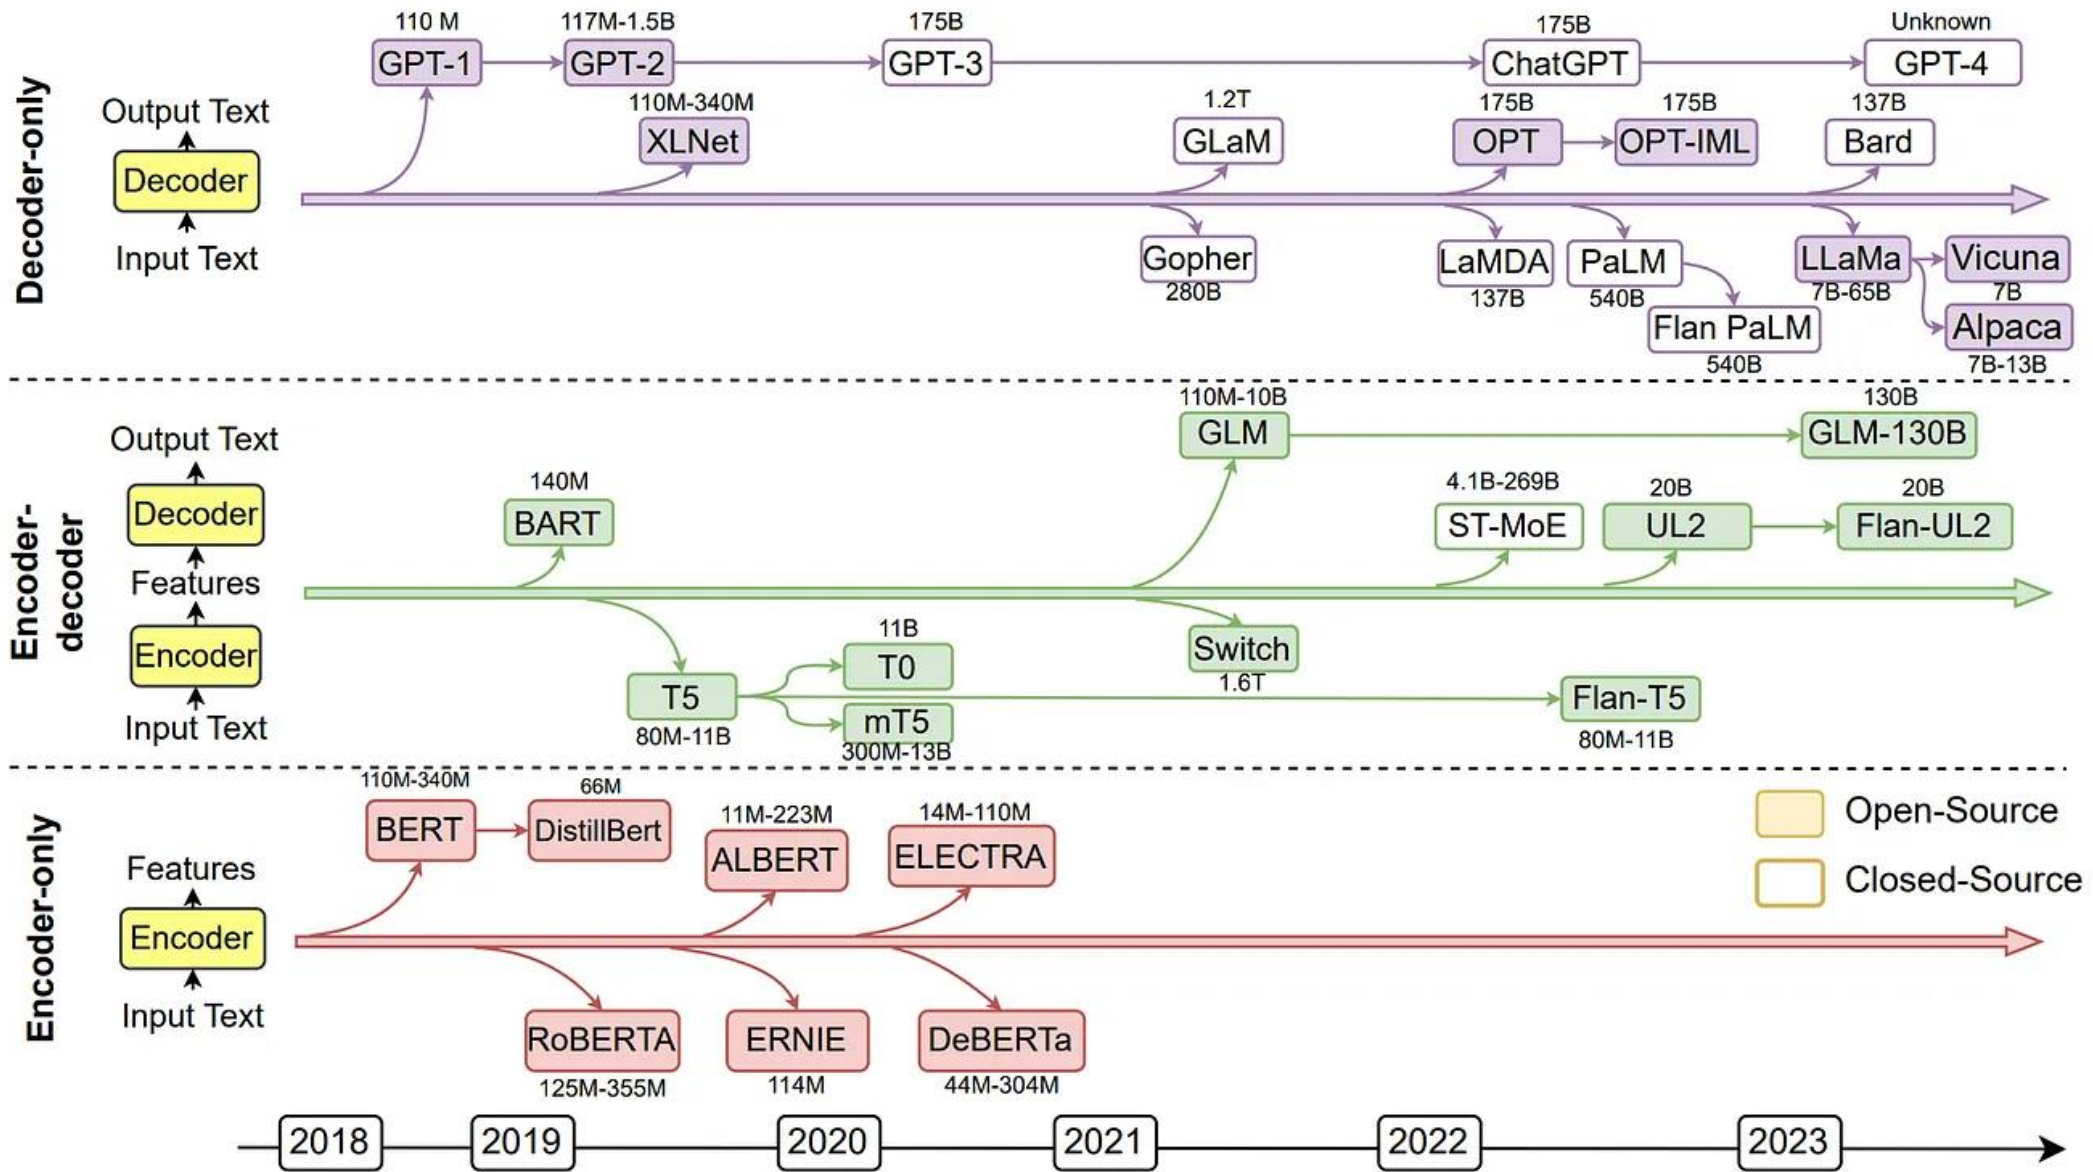 Decoder-only
Output Text
Decoder
Input Text
110 M
GPT-1
117M-1.5B
GPT-2
175B
GPT-3
175B
ChatGPT
Unknown
GPT-4
110M-340M
XLNet
1.2T
GLaM
175B
OPT
175B
OPT-IML
137B
Bard
Gopher
280B
LaMDA
137B
PaLM
540B
Flan PaLM
540B
LLaMa
7B-65B
Vicuna
7B
Alpaca
7B-13B
Encoder-
decoder
Output Text
Decoder
Features
Encoder
Input Text
110M-10B
GLM
130B
GLM-130B
140M
BART
4.1B-269B
ST-MoE
20B
UL2
20B
Flan-UL2
T5
80M-11B
11B
T0
mT5
300M-13B
Switch
1.6T
Flan-T5
80M-11B
Encoder-only
Features
Encoder
Input Text
110M-340M
BERT
66M
DistillBert
11M-223M
ALBERT
14M-110M
ELECTRA
RoBERTA
125M-355M
ERNIE
114M
DeBERTa
44M-304M
Open-Source
Closed-Source
2018
2019
2020
2021
2022
2023